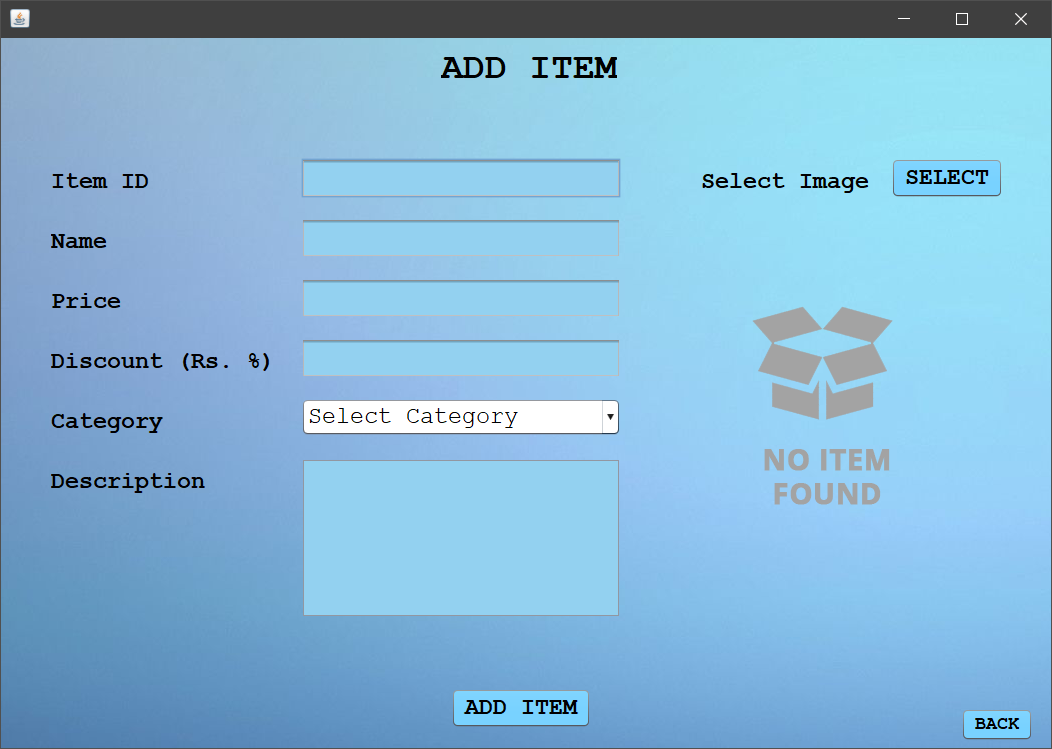 ADD ITEM
Item ID
Select Image SELECT
Name
Price
Discount (Rs. %)
Category Select Category
Description
NO ITEM
FOUND
ADD ITEM
BACK